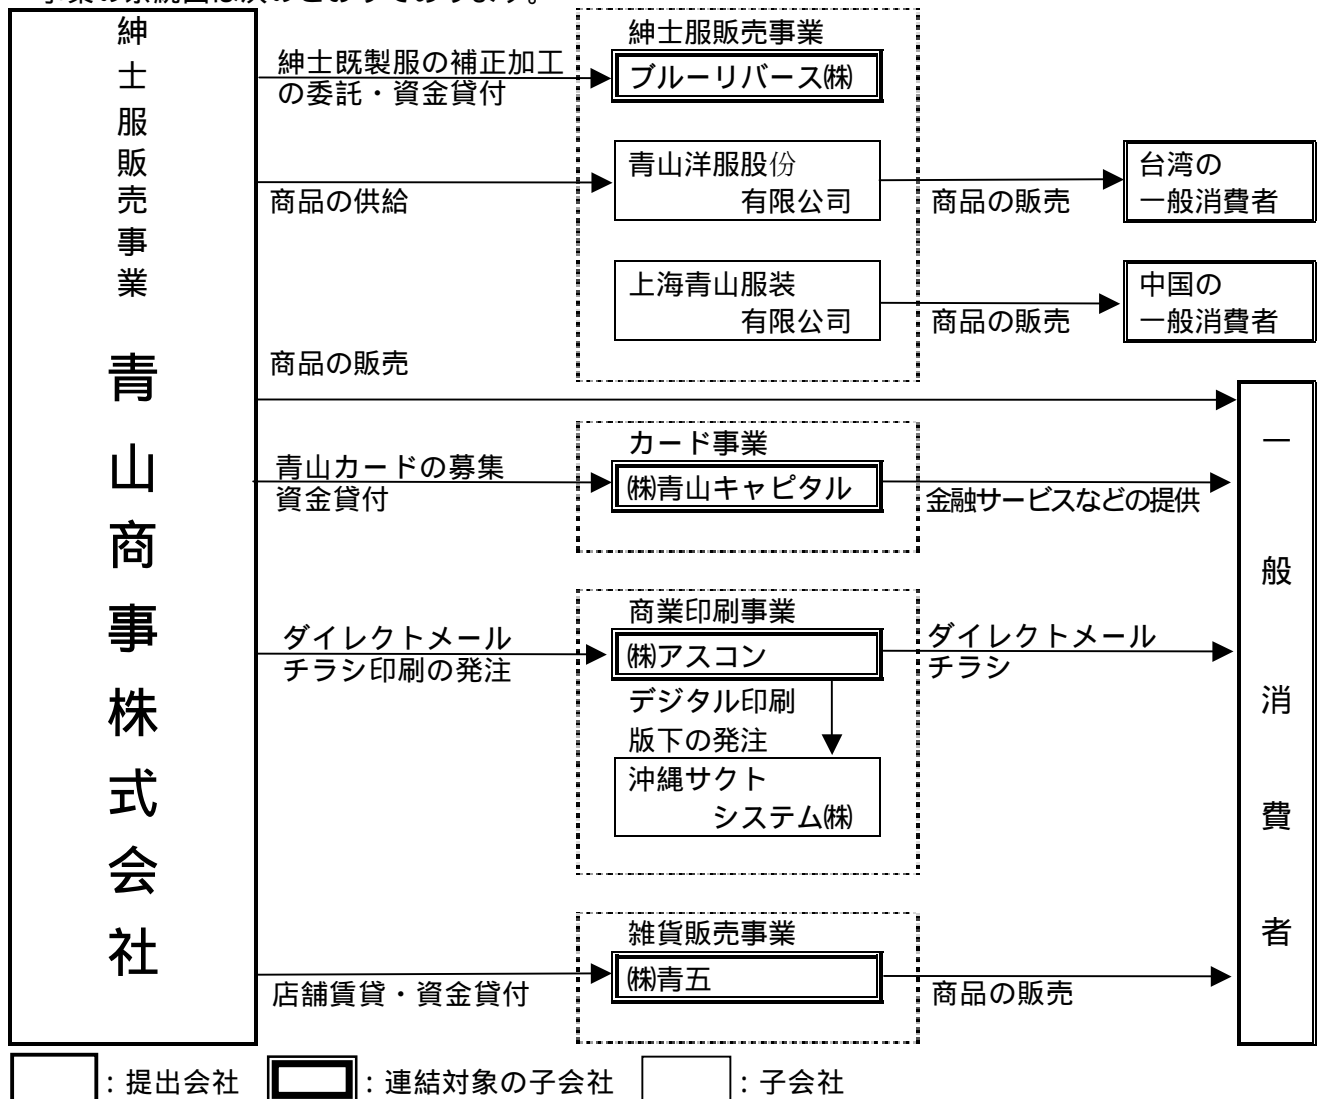 事業の系統図は次のとおりであります。
紳士服販売事業
青山商事株式会社
紳士既製服の補正加工
の委託・資金貸付
紳士服販売事業
ブルーリバース㈱
商品の供給
青山洋服股份
有限公司
商品の販売
台湾の
一般消費者
上海青山服装
有限公司
商品の販売
中国の
一般消費者
商品の販売
一般消費者
青山カードの募集
資金貸付
カード事業
㈱青山キャピタル
金融サービスなどの提供
ダイレクトメール
チラシ印刷の発注
商業印刷事業
㈱アスコン
ダイレクトメール
チラシ
デジタル印刷
版下の発注
沖縄サクト
システム㈱
店舗賃貸・資金貸付
雑貨販売事業
㈱青五
商品の販売
：提出会社
：連結対象の子会社
：子会社